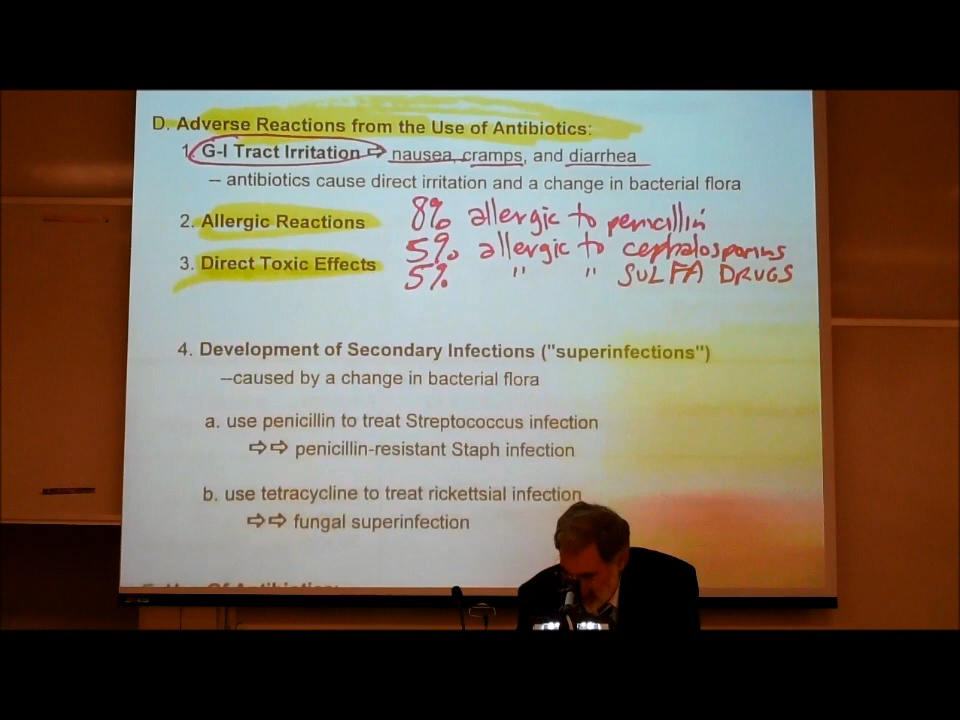 D. Adverse Reactions from the Use of Antibiotics:
1. G-I Tract Irritation ⇨ nausea, cramps, and diarrhea
– antibiotics cause direct irritation and a change in bacterial flora
2. Allergic Reactions 8% allergic to penicillin
5% allergic to cephalosporins
3. Direct Toxic Effects 5% " " SULFA DRUGS
4. Development of Secondary Infections ("superinfections")
–caused by a change in bacterial flora
a. use penicillin to treat Streptococcus infection
⇨⇨ penicillin-resistant Staph infection
b. use tetracycline to treat rickettsial infection
⇨⇨ fungal superinfection